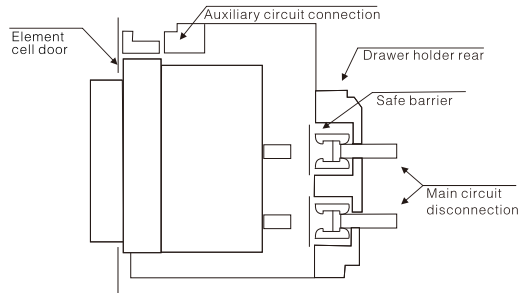 Auxiliary circuit connection
Element
cell door
Drawer holder rear
Safe barrier
Main circuit
disconnection